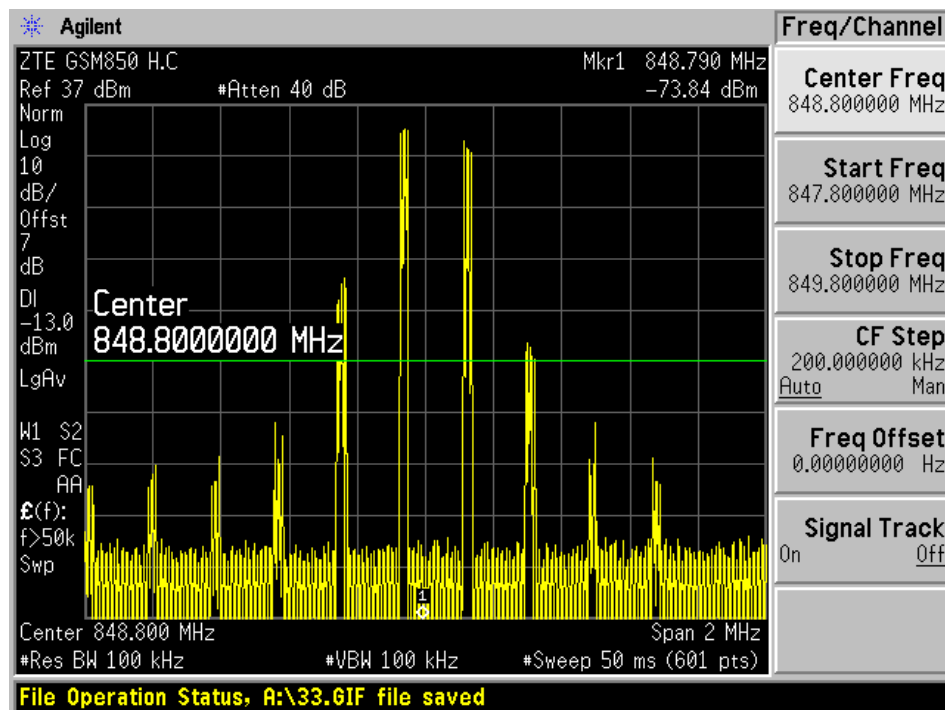 Agilent
Freq/Channel
ZTE GSM850 H.C
Mkr1 848.790 MHz
Ref 37 dBm
#Atten 40 dB
-73.84 dBm
Norm
Log
10
dB/
Offst
7
dB
DI
-13.0
dBm
LgAv
W1 S2
S3 FC
AA
£(f):
f>50k
Swp
Center
848.8000000 MHz
1
Center 848.800 MHz
Span 2 MHz
#Res BW 100 kHz
#VBW 100 kHz
#Sweep 50 ms (601 pts)
Center Freq
848.800000 MHz
Start Freq
847.800000 MHz
Stop Freq
849.800000 MHz
CF Step
200.000000 kHz
Auto Man
Freq Offset
0.00000000 Hz
Signal Track
On Off
File Operation Status, A:\33.GIF file saved